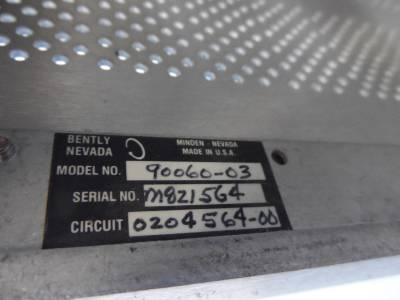 BENTLY NEVADA
MINDEN - NEVADA
MADE IN U.S.A.
MODEL NO. 90060-03
SERIAL NO. M821564
CIRCUIT 0204564-00